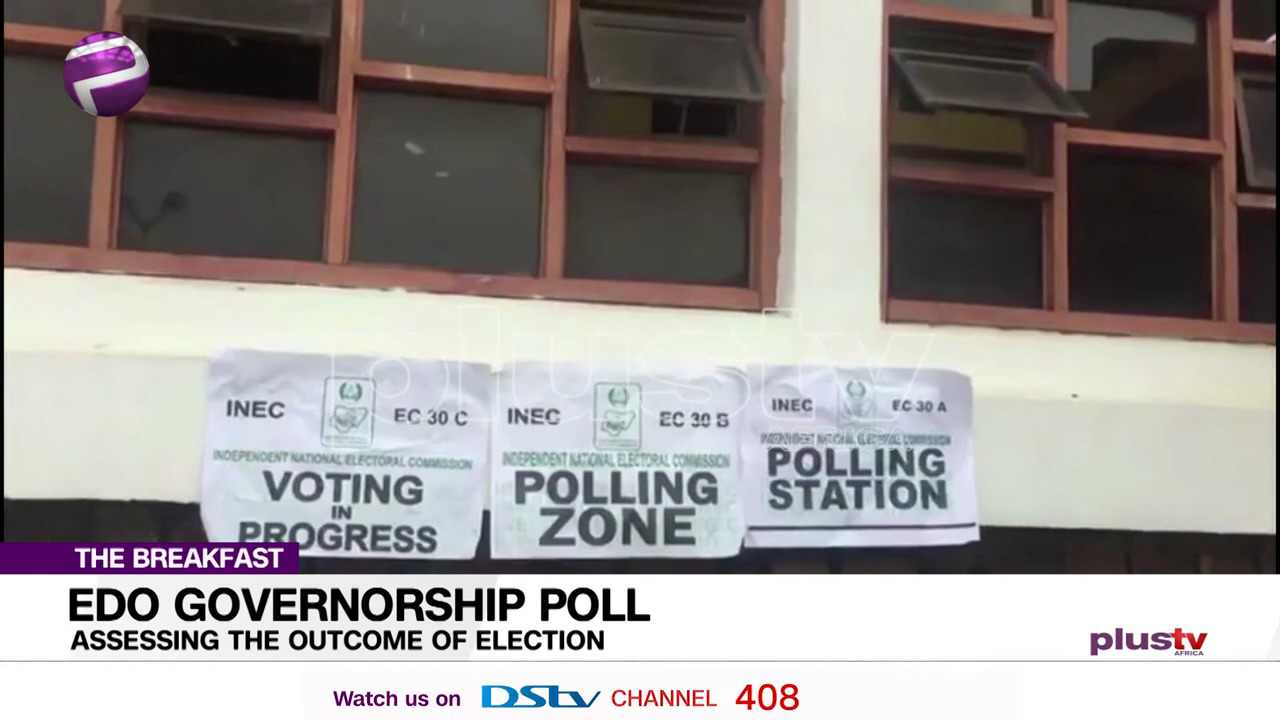 INEC
EC 30 C
INDEPENDENT NATIONAL ELECTORAL COMMISSION
VOTING
IN
PROGRESS
INEC
EC 30 B
INDEPENDENT NATIONAL ELECTORAL COMMISSION
POLLING
ZONE
INEC
EC 30 A
INDEPENDENT NATIONAL ELECTORAL COMMISSION
POLLING
STATION
plustv
AFRICA
THE BREAKFAST
EDO GOVERNORSHIP POLL
ASSESSING THE OUTCOME OF ELECTION
plustv
AFRICA
Watch us on DStv CHANNEL 408